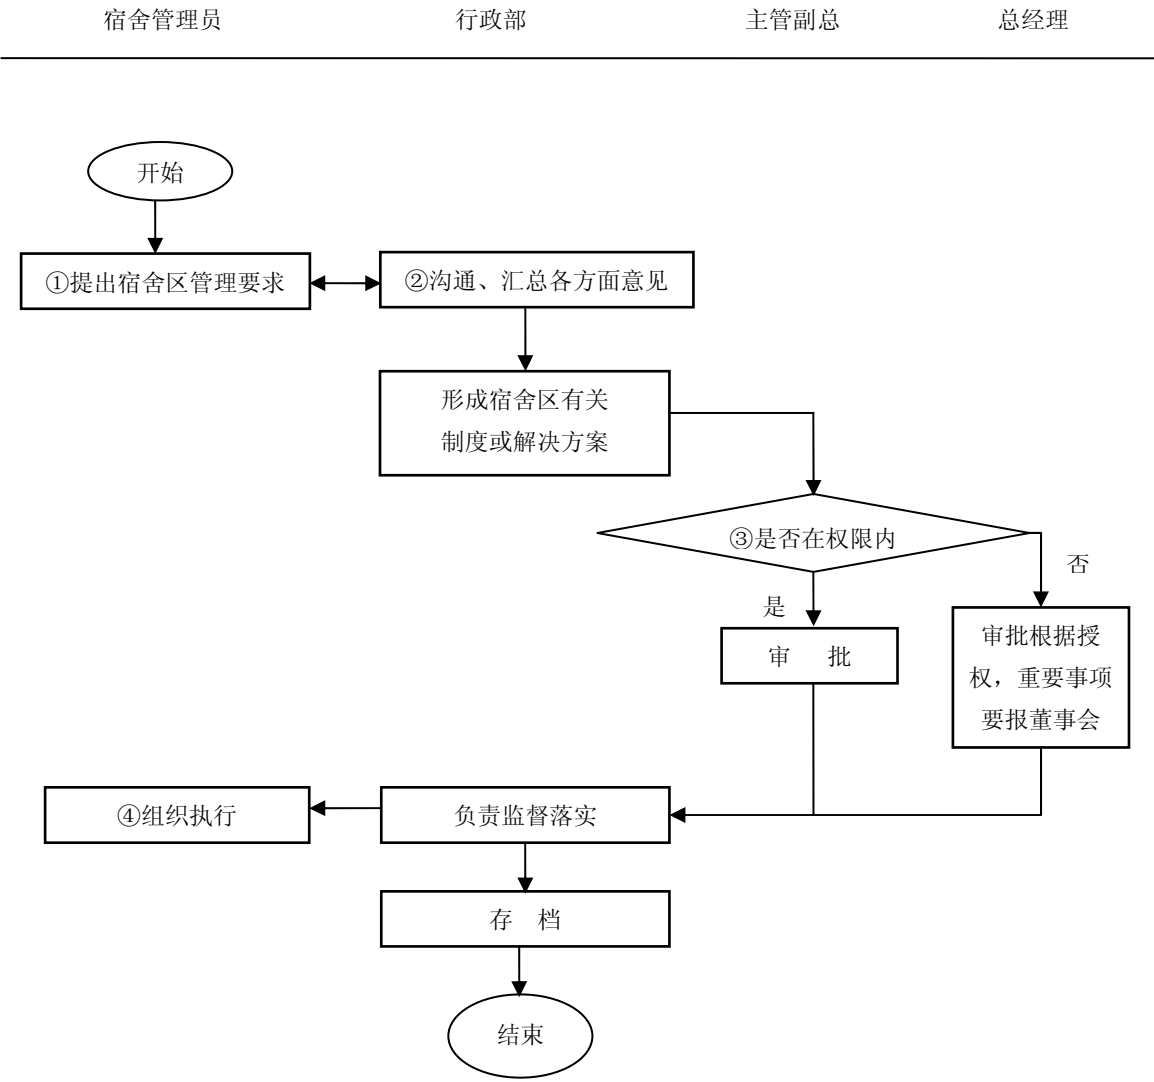 宿舍管理员 行政部 主管副总 总经理
开始
①提出宿舍区管理要求
②沟通、汇总各方面意见
形成宿舍区有关
制度或解决方案
③是否在权限内
否
是
审 批
审批根据授
权，重要事项
要报董事会
④组织执行
负责监督落实
存 档
结束